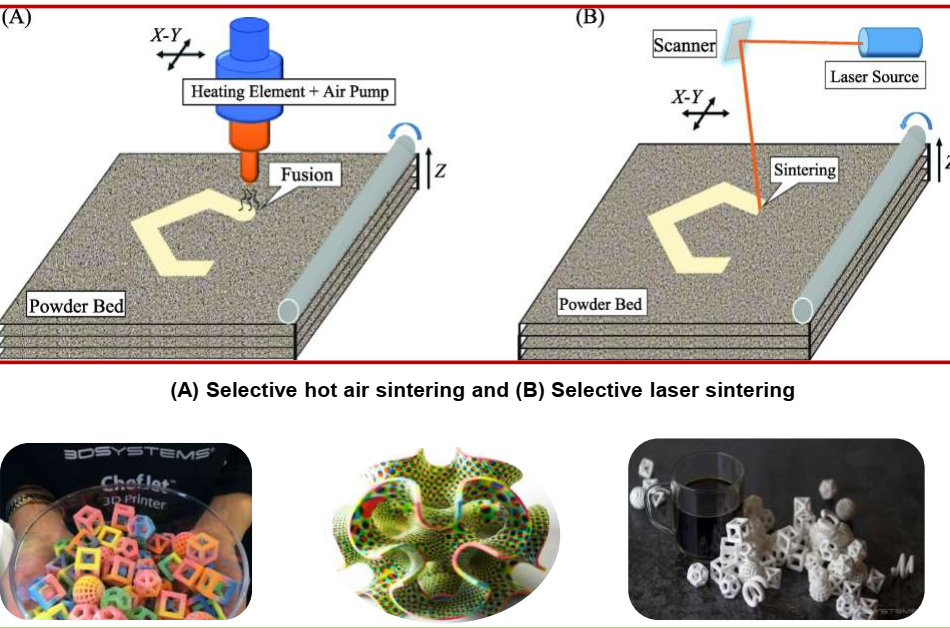 (A)
X-Y
Heating Element + Air Pump
Fusion
Z
Powder Bed
(B)
Scanner
Laser Source
X-Y
Sintering
Z
Powder Bed
(A) Selective hot air sintering and (B) Selective laser sintering
3DSYSTEMS
ChefJet™
3D Printer